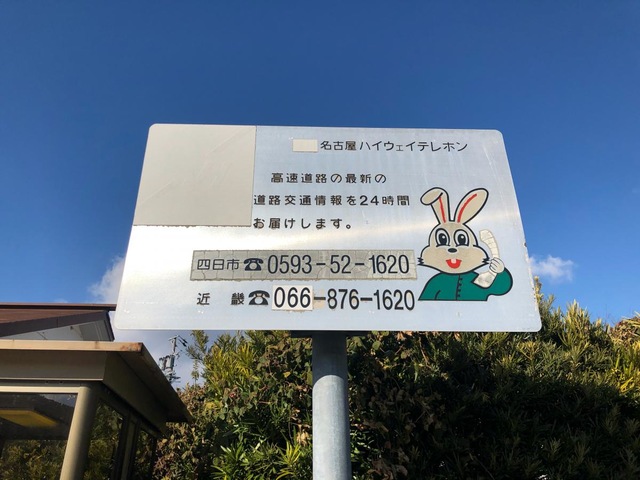 名古屋ハイウェイテレホン
高速道路の最新の
道路交通情報を24時間
お届けします。
四日市☎0593-52-1620
近畿☎066-876-1620